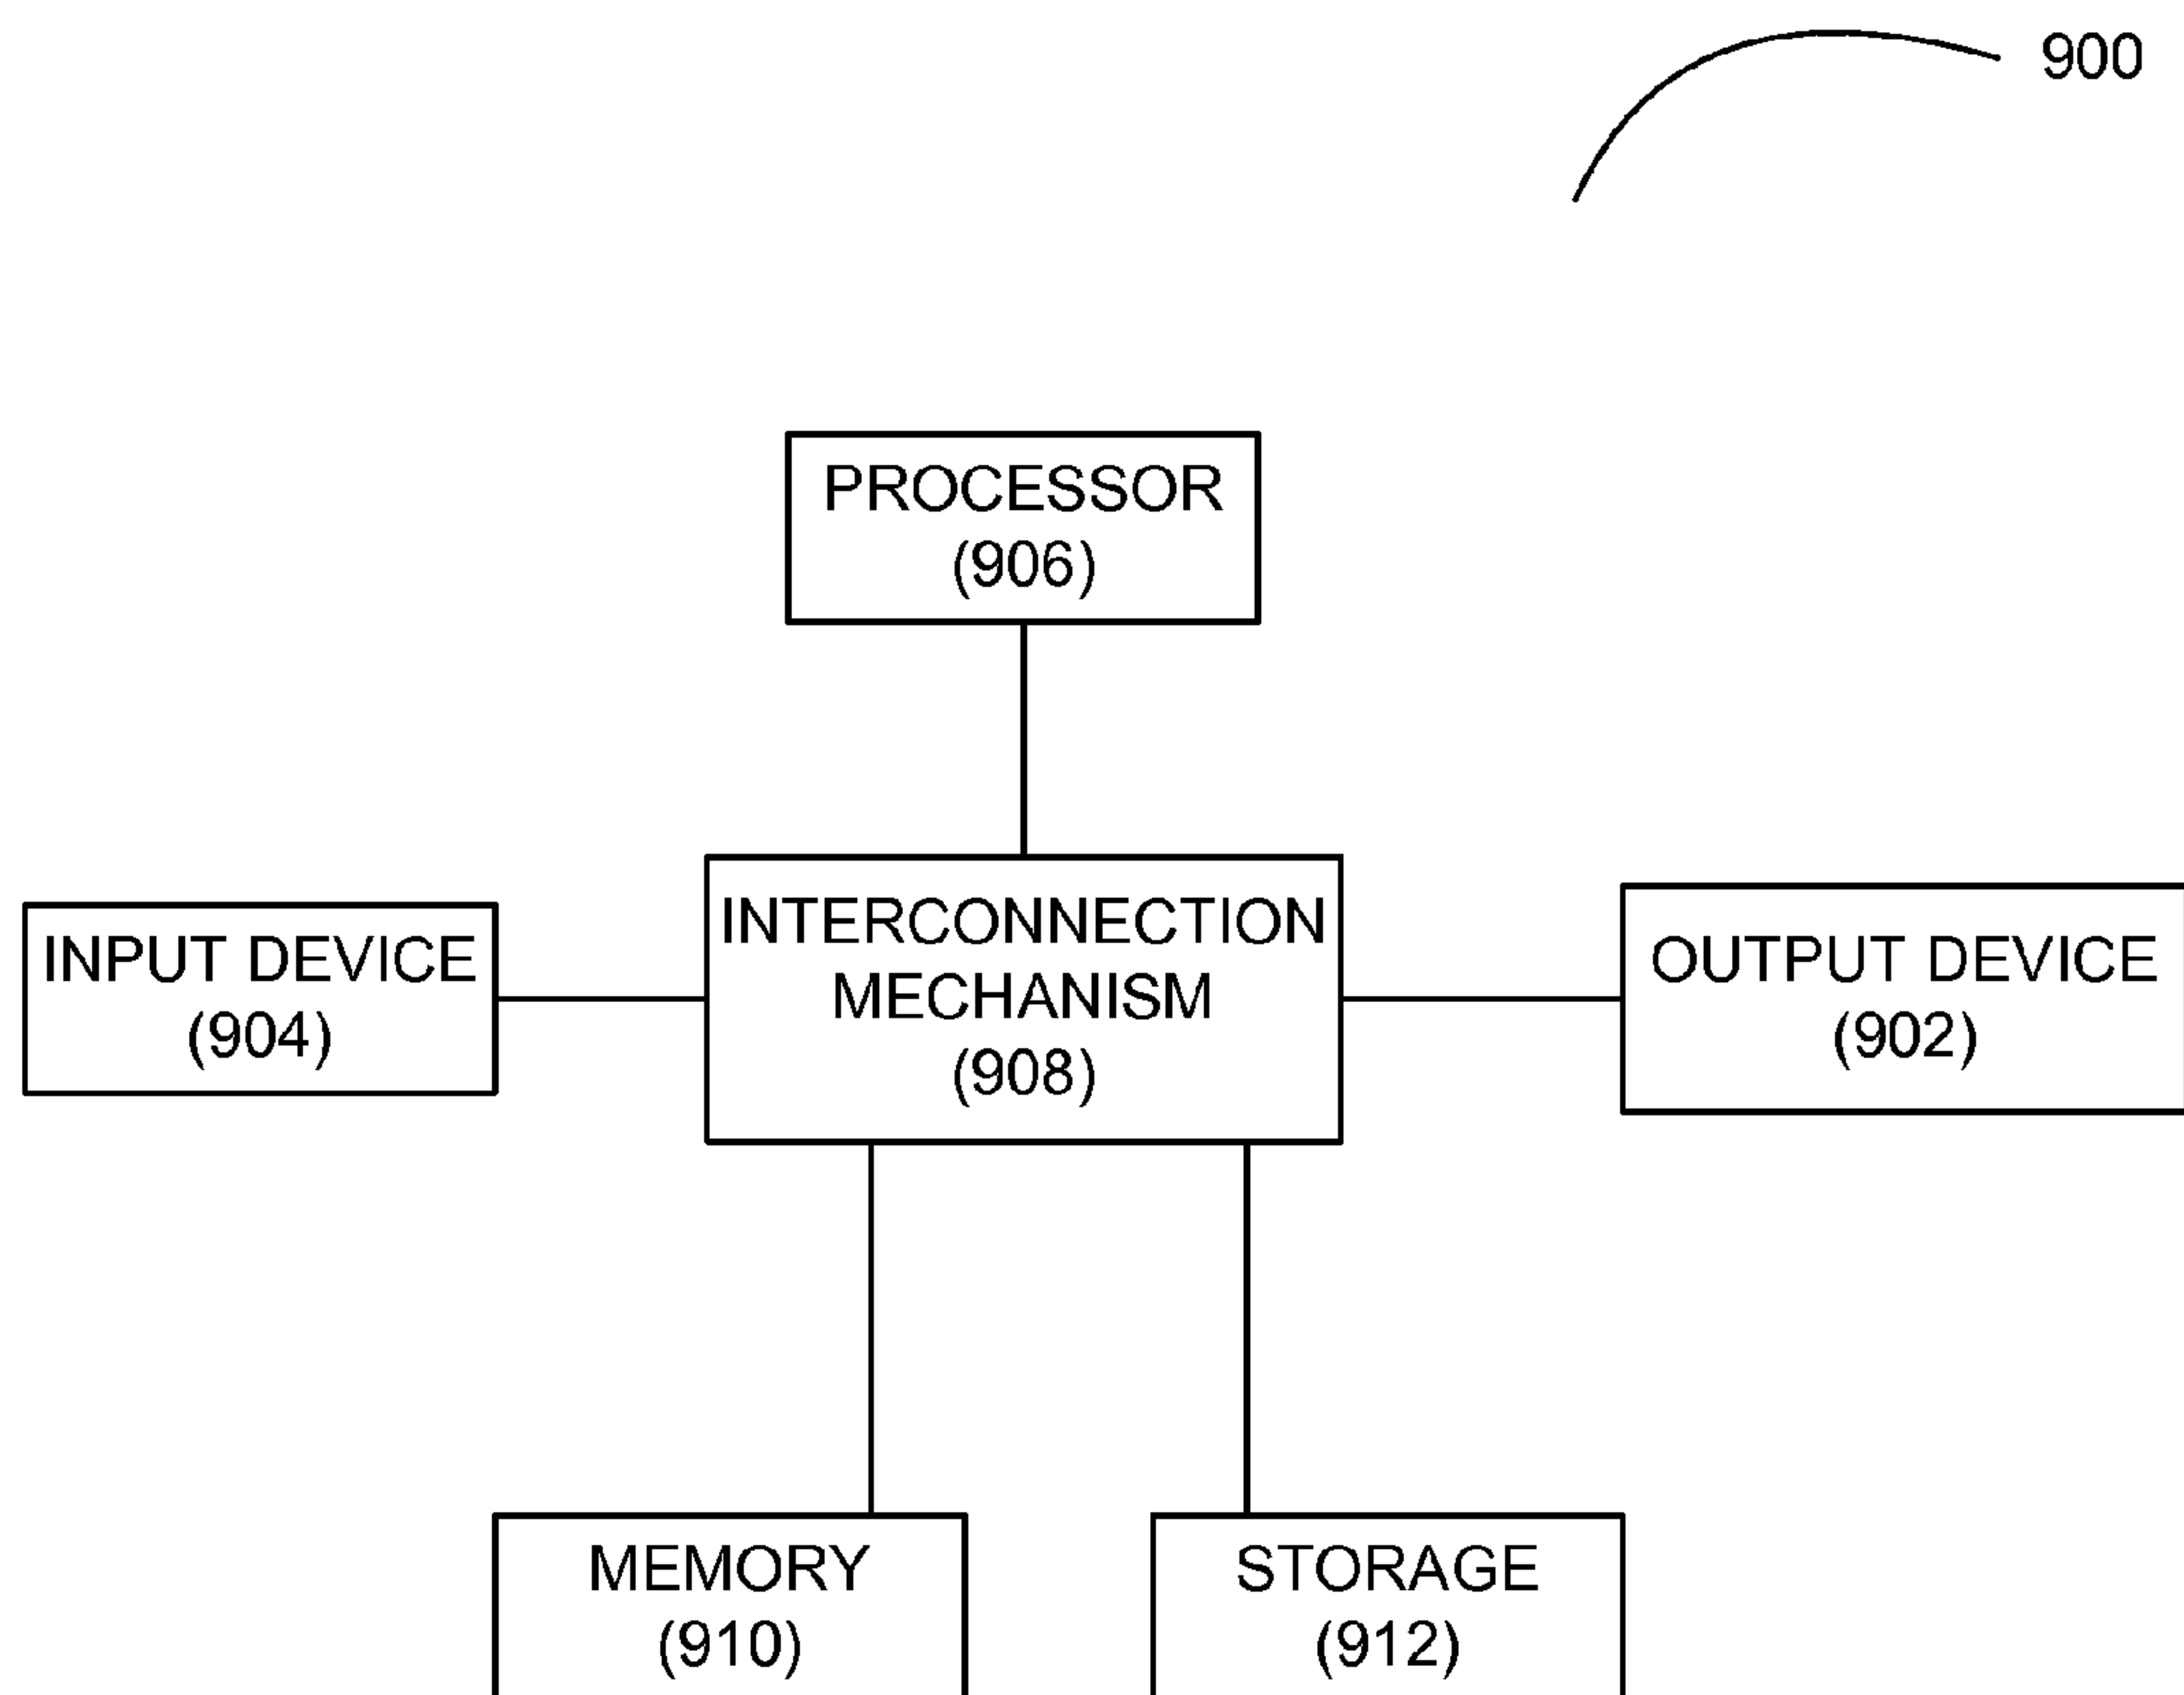 900
PROCESSOR
(906)
INPUT DEVICE
(904)
INTERCONNECTION
MECHANISM
(908)
OUTPUT DEVICE
(902)
MEMORY
(910)
STORAGE
(912)